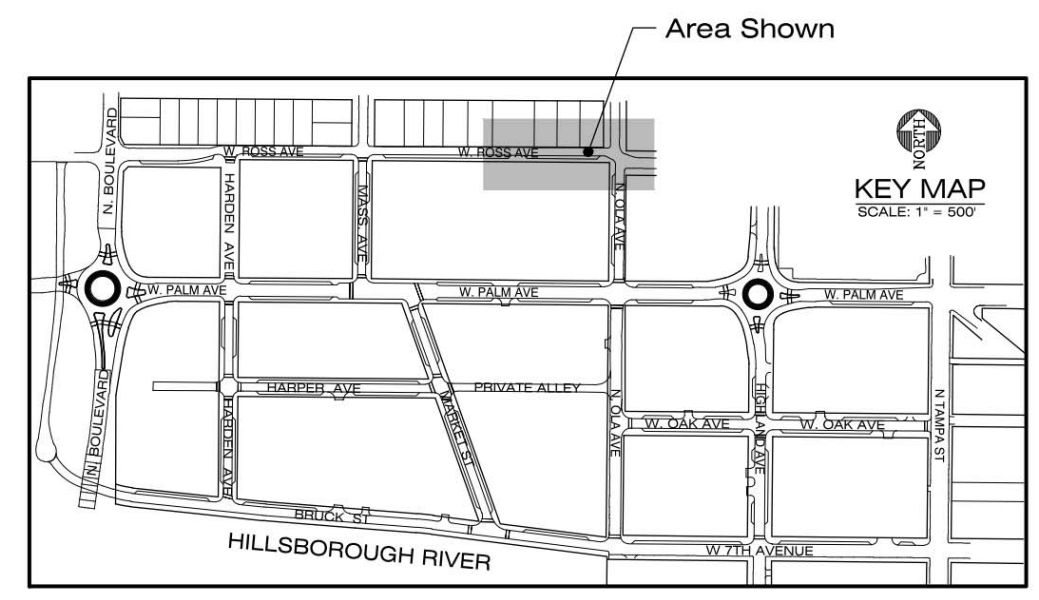 Area Shown
N. BOULEVARD
W. ROSS AVE
W. ROSS AVE
NORTH
KEY MAP
SCALE: 1" = 500'
HARDEN AVE
MASS. AVE
N. OLA AVE
W. PALM AVE
W. PALM AVE
W. PALM AVE
HARPER AVE
PRIVATE ALLEY
N. BOULEVARD
HARDEN AVE
MARKET ST
N. OLA AVE
W. OAK AVE
HIGHLAND AVE
W. OAK AVE
N TAMPA ST
BRUCK ST
HILLSBOROUGH RIVER
W 7TH AVENUE